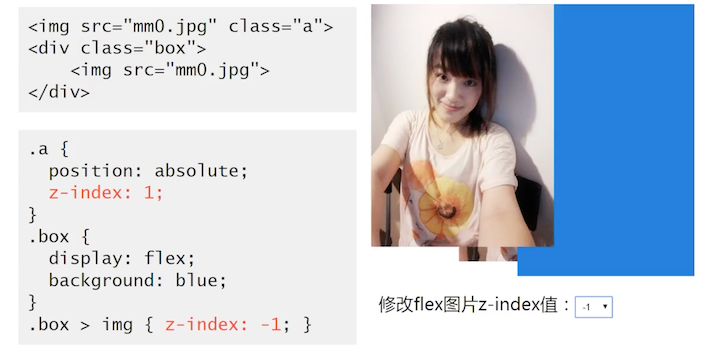 <img src="mm0.jpg" class="a">
<div class="box">
    <img src="mm0.jpg">
</div>
.a {
  position: absolute;
  z-index: 1;
}
.box {
  display: flex;
  background: blue;
}
.box > img { z-index: -1; }
修改flex图片z-index值：-1